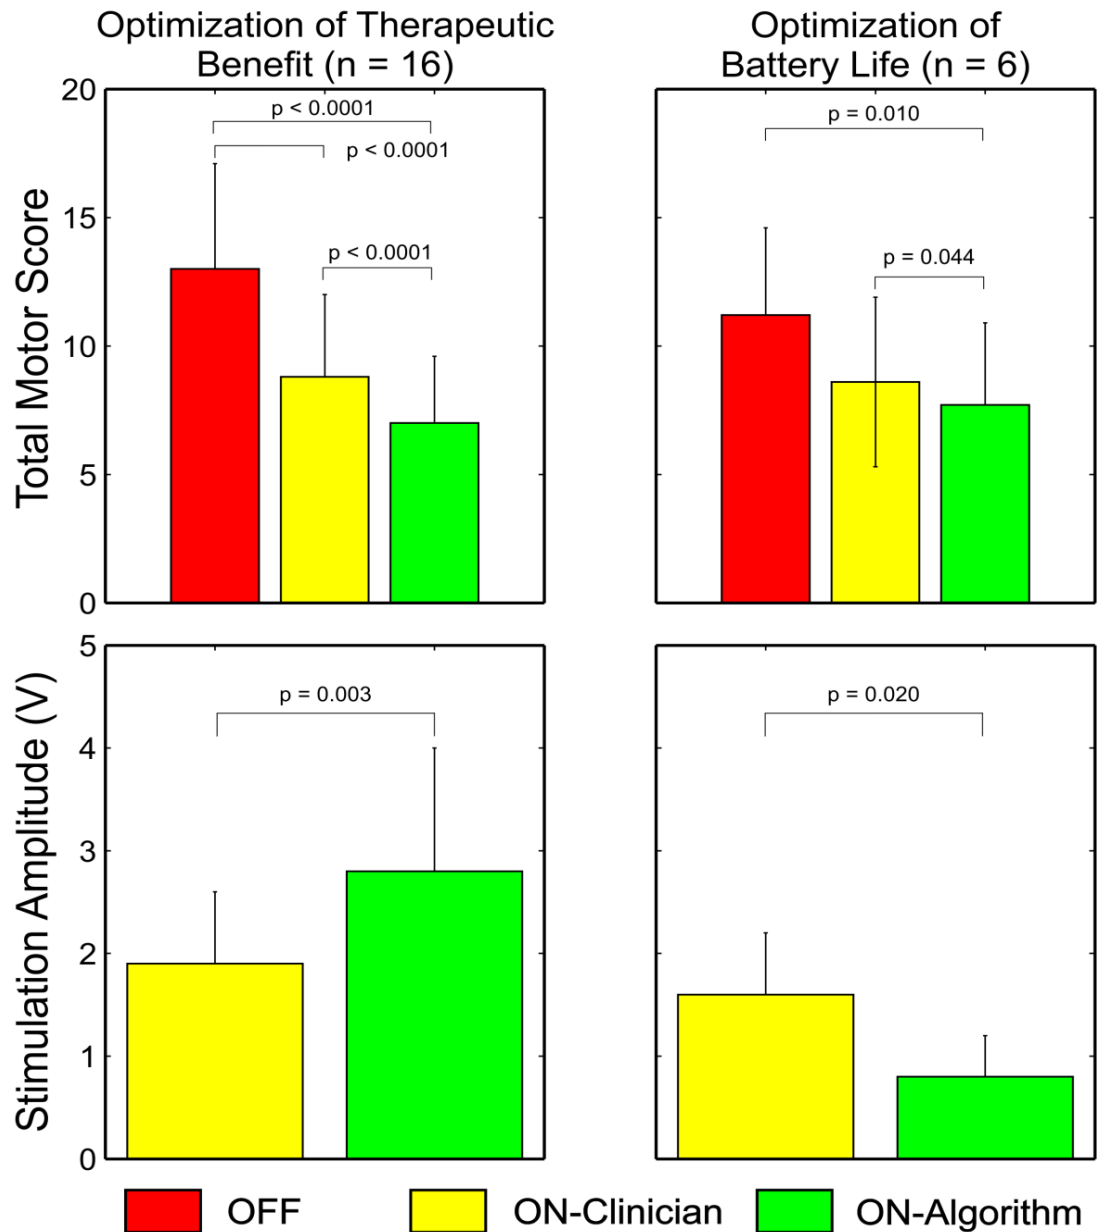 Optimization of Therapeutic
Benefit (n = 16)
Optimization of
Battery Life (n = 6)
Total Motor Score
20
15
10
5
0
p < 0.0001
p < 0.0001
p < 0.0001
p = 0.010
p = 0.044
Stimulation Amplitude (V)
5
4
3
2
1
0
p = 0.003
p = 0.020
OFF
ON-Clinician
ON-Algorithm